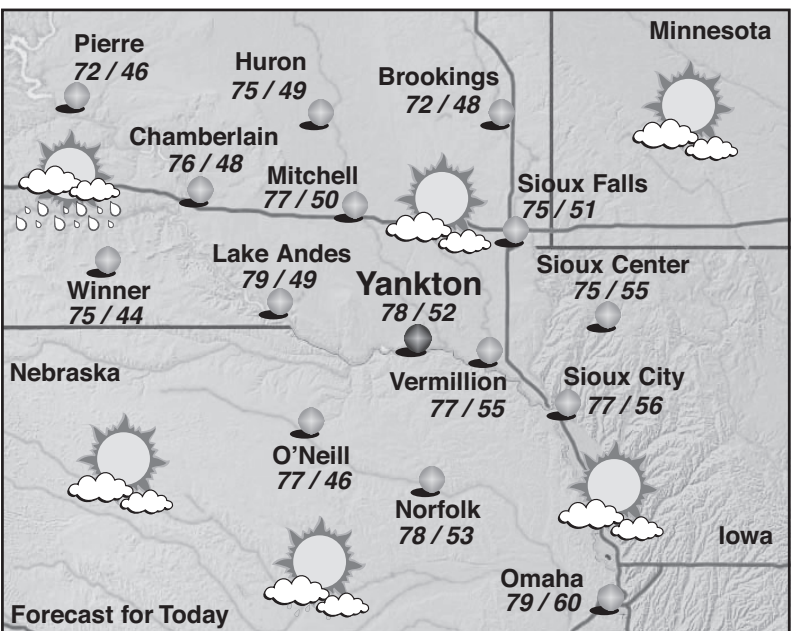 Minnesota
Pierre
72 / 46
Huron
75 / 49
Brookings
72 / 48
Chamberlain
76 / 48
Mitchell
77 / 50
Sioux Falls
75 / 51
Lake Andes
79 / 49
Yankton
78 / 52
Sioux Center
75 / 55
Winner
75 / 44
Nebraska
Vermillion
77 / 55
Sioux City
77 / 56
O'Neill
77 / 46
Norfolk
78 / 53
Iowa
Omaha
79 / 60
Forecast for Today